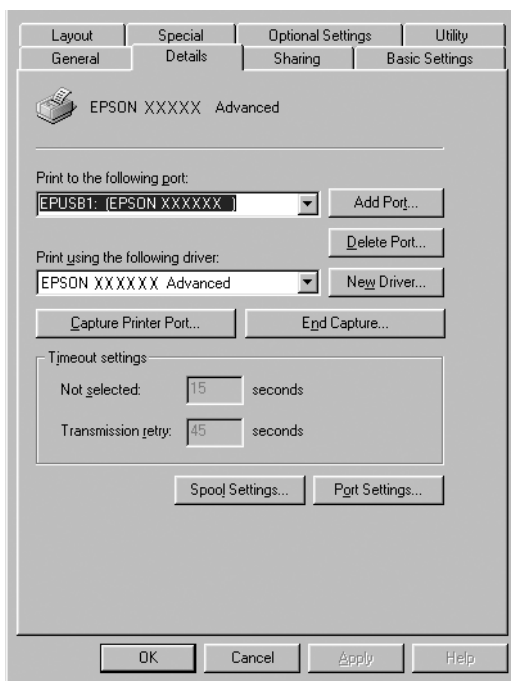 Layout Special Optional Settings Utility
General Details Sharing Basic Settings
EPSON XXXXX Advanced
Print to the following port:
EPUSB1: (EPSON XXXXXX ) Add Port...
Delete Port...
Print using the following driver:
EPSON XXXXXX Advanced New Driver...
Capture Printer Port... End Capture...
Timeout settings
Not selected: 15 seconds
Transmission retry: 45 seconds
Spool Settings... Port Settings...
OK Cancel Apply Help